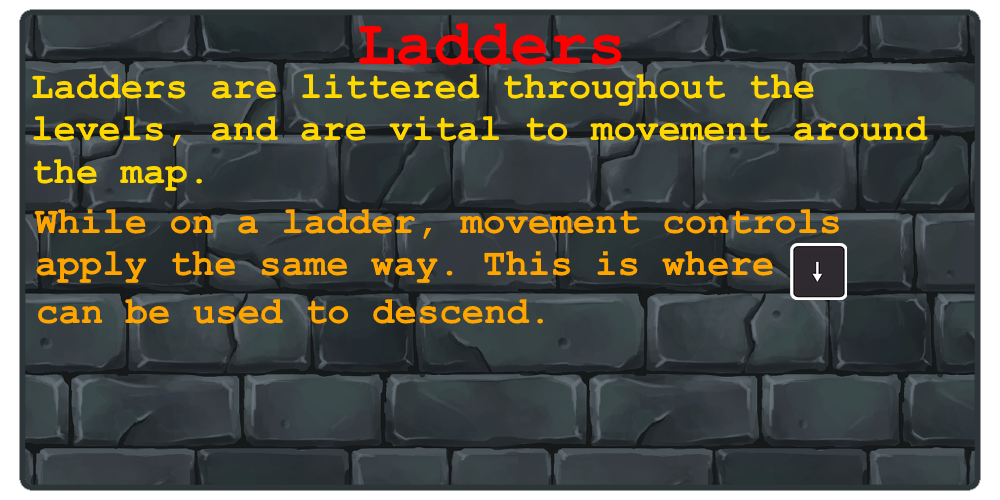 Ladders
Ladders are littered throughout the
levels, and are vital to movement around
the map.
While on a ladder, movement controls
apply the same way. This is where ↓
can be used to descend.